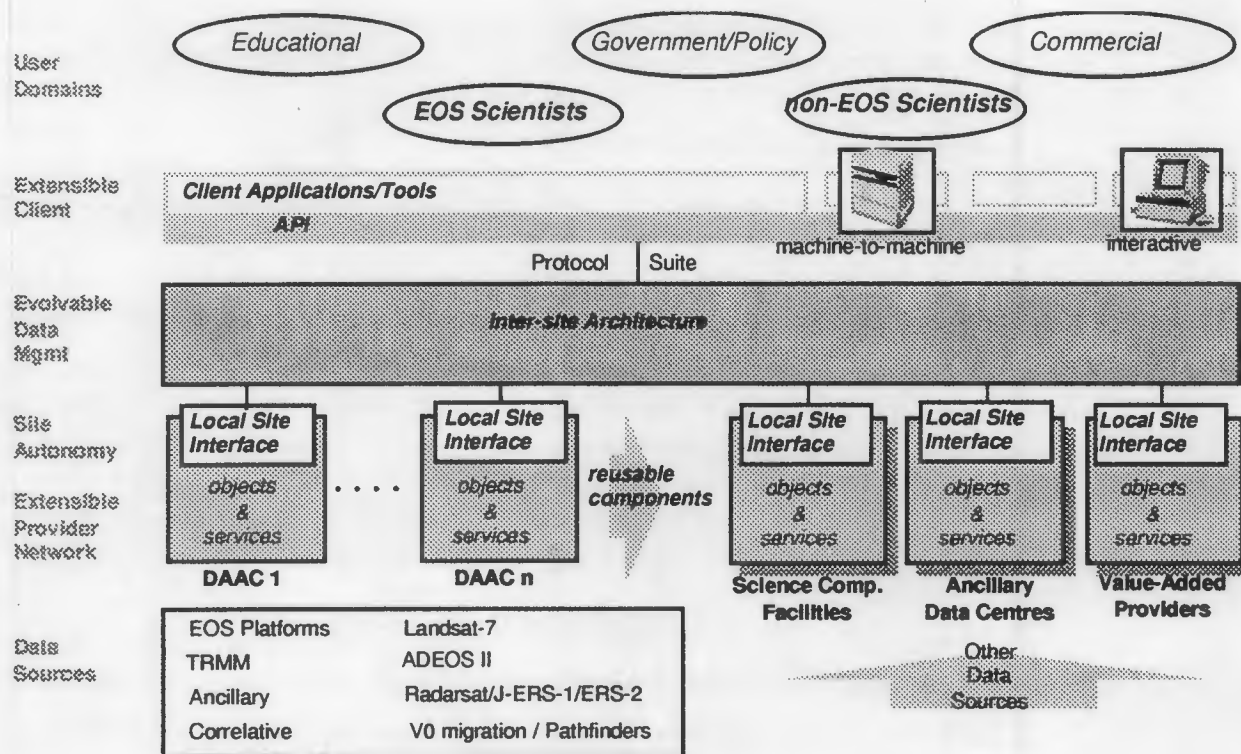 User
Domains
Educational
Government/Policy
Commercial
EOS Scientists
non-EOS Scientists
Extensible
Client
Client Applications/Tools
API
machine-to-machine
interactive
Protocol Suite
Evolvable
Data
Mgmt
Inter-site Architecture
Site
Autonomy
Extensible
Provider
Network
Local Site
Interface
objects
&
services
DAAC 1
. . . .
Local Site
Interface
objects
&
services
DAAC n
reusable
components
Local Site
Interface
objects
&
services
Science Comp.
Facilities
Local Site
Interface
objects
&
services
Ancillary
Data Centres
Local Site
Interface
objects
&
services
Value-Added
Providers
Data
Sources
EOS Platforms Landsat-7
TRMM ADEOS II
Ancillary Radarsat/J-ERS-1/ERS-2
Correlative V0 migration / Pathfinders
Other
Data
Sources